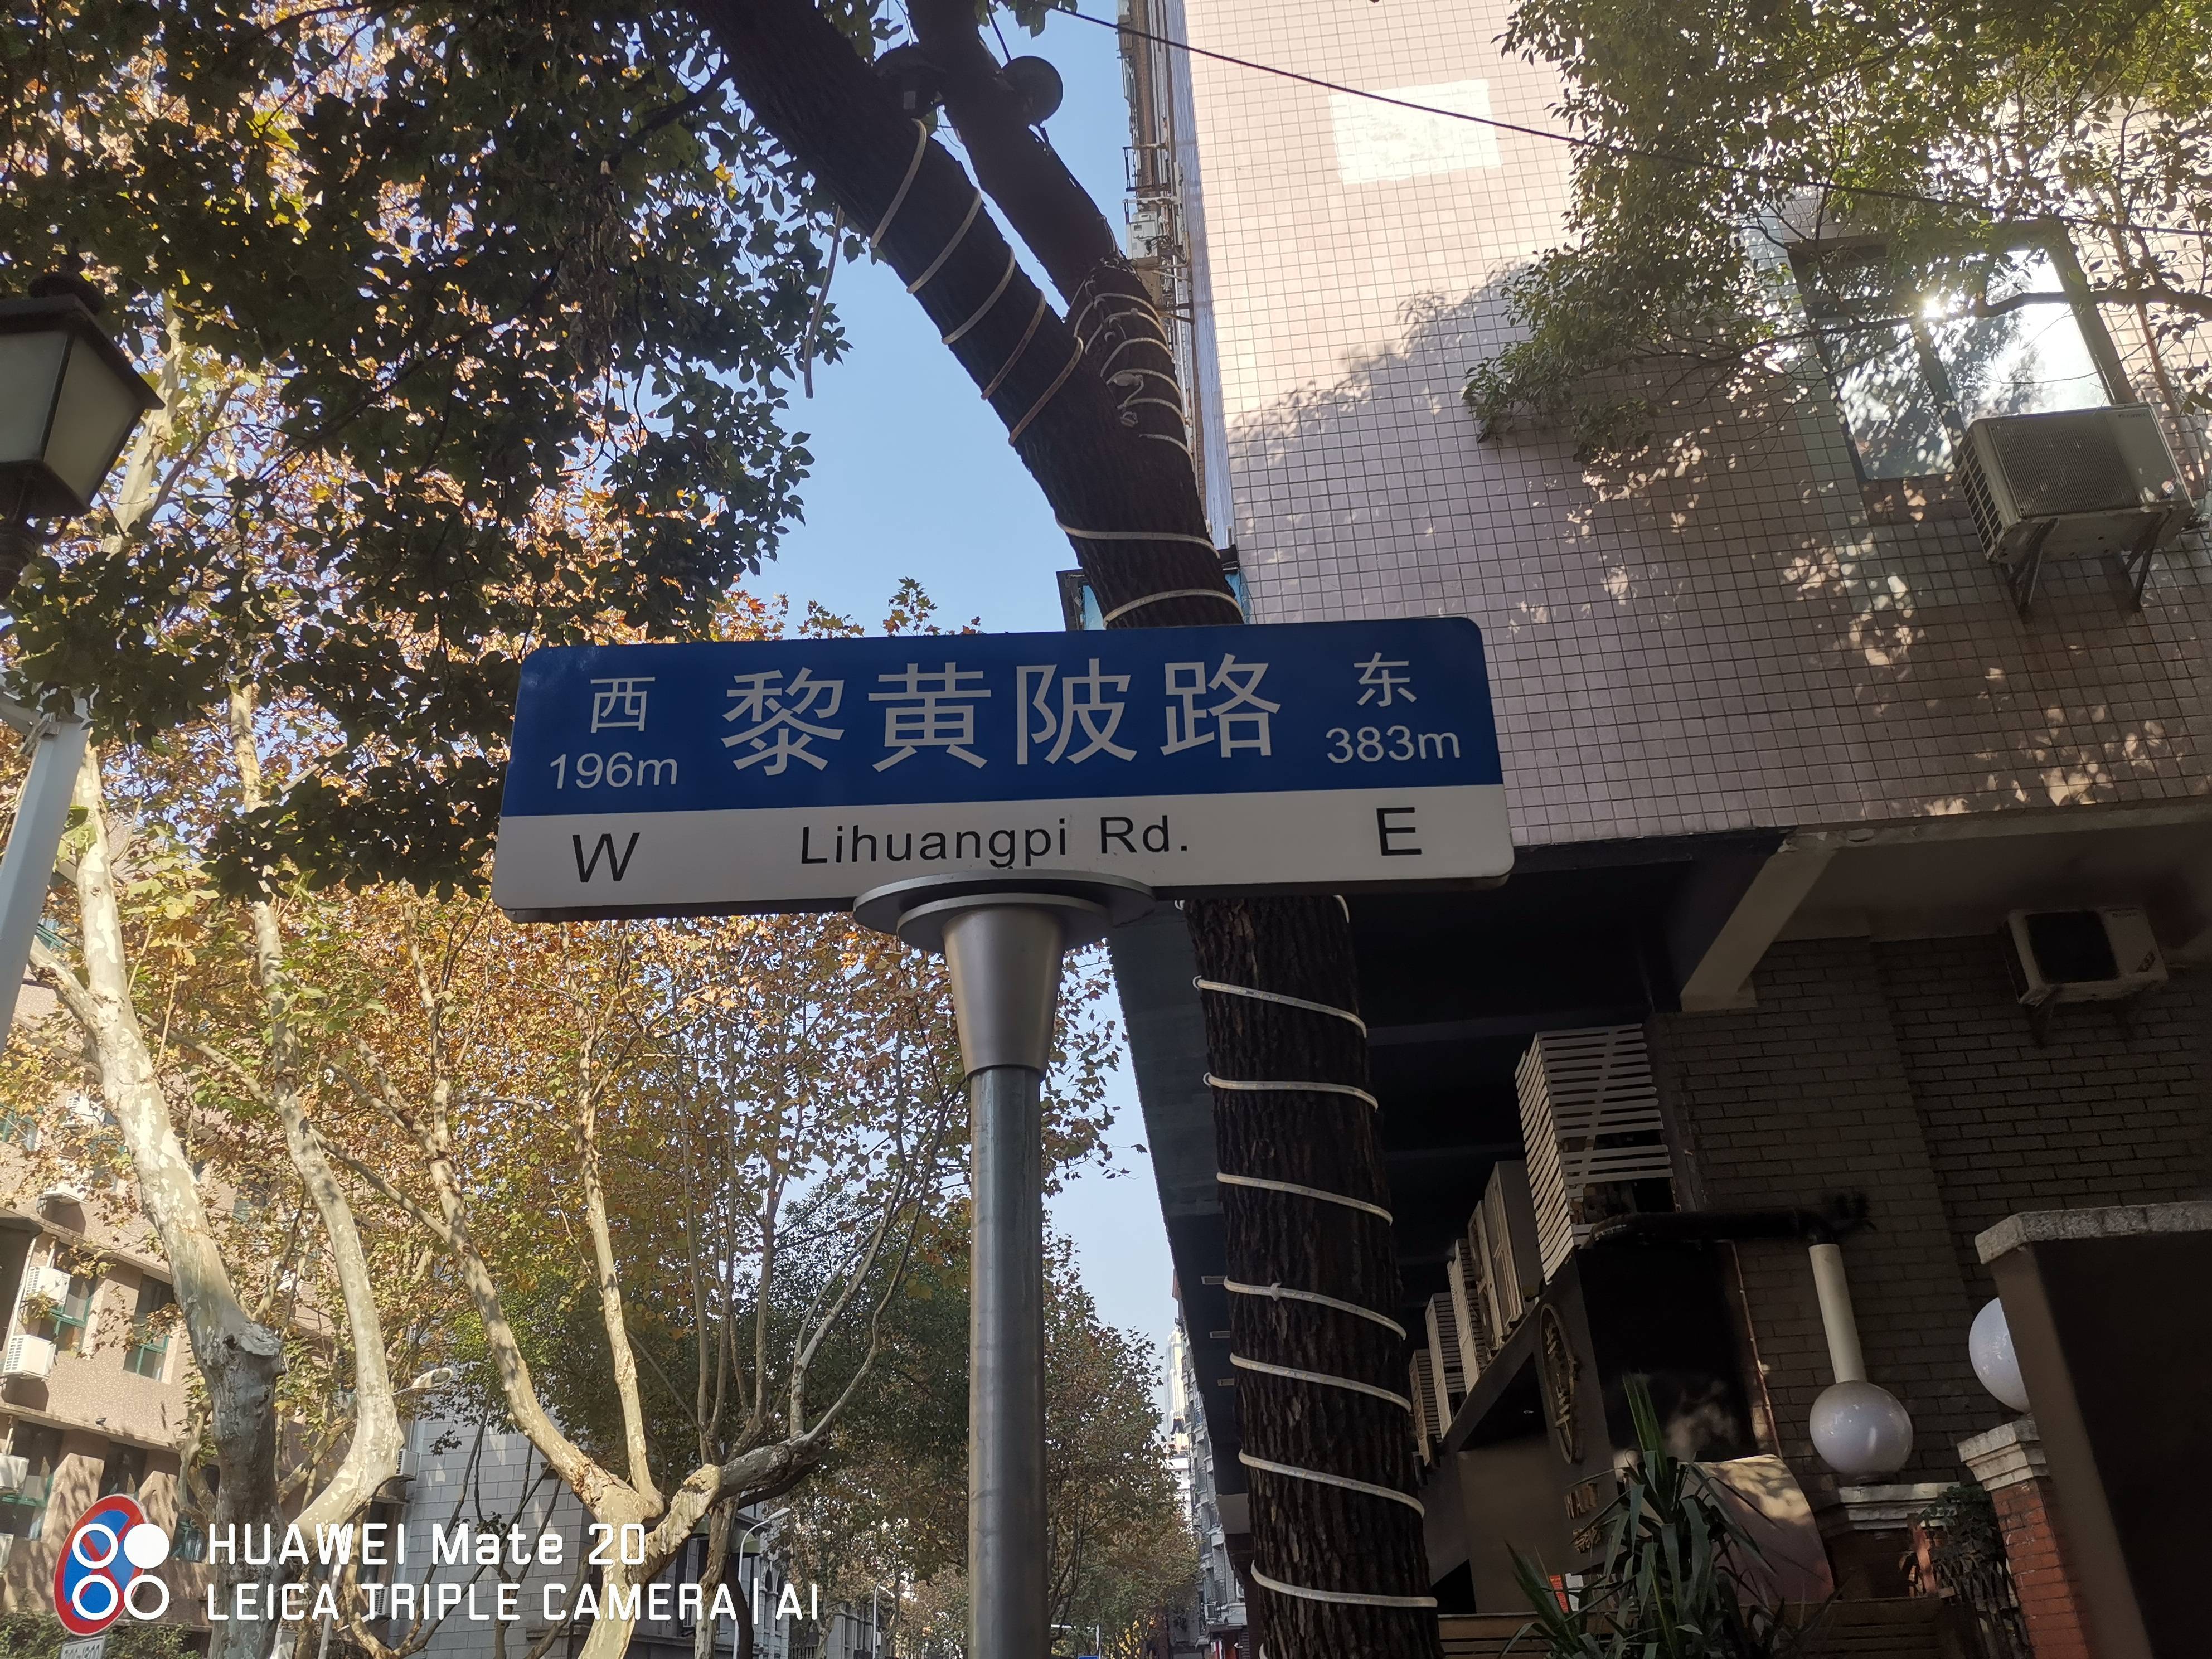 西 黎黄陂路 东
196m 383m
W Lihuangpi Rd. E
HUAWEI Mate 20
LEICA TRIPLE CAMERA | AI